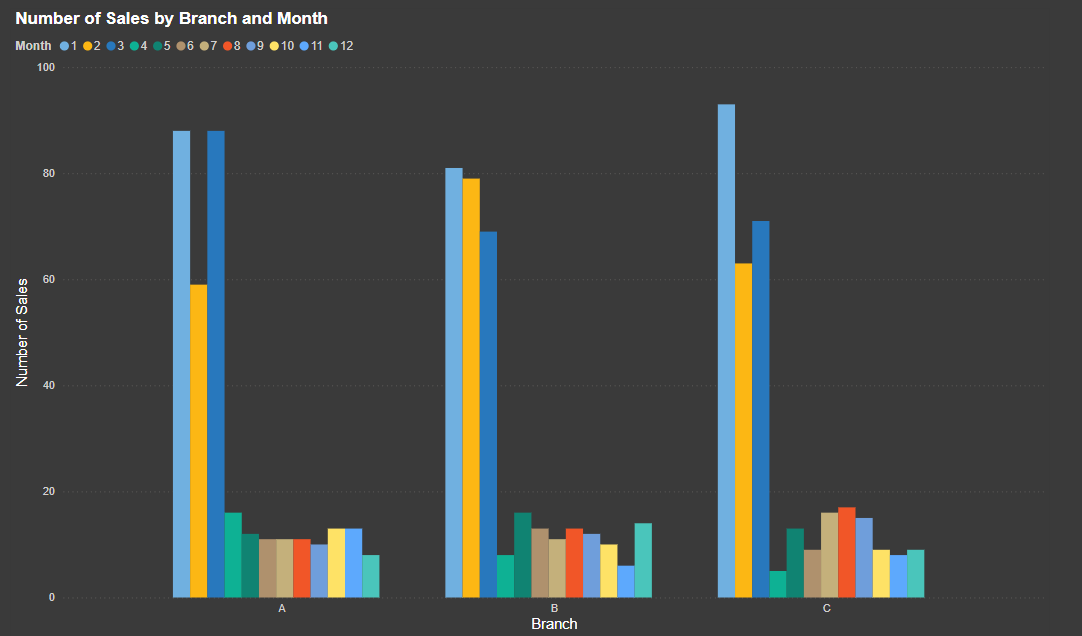 Number of Sales by Branch and Month
Month 1 2 3 4 5 6 7 8 9 10 11 12
100
80
60
40
20
0
Number of Sales
A B C
Branch